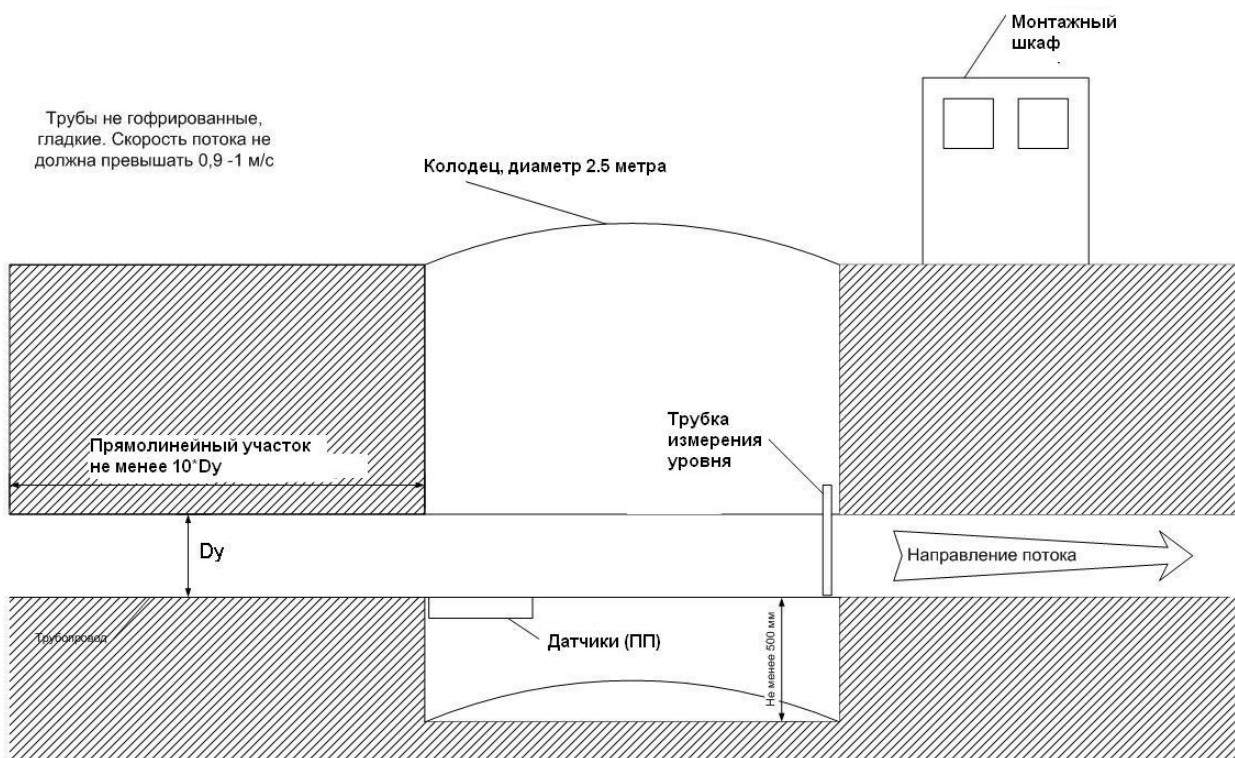 Монтажный
шкаф
Трубы не гофрированные,
гладкие. Скорость потока не
должна превышать 0,9 -1 м/с
Колодец, диаметр 2.5 метра
Трубка
измерения
уровня
Прямолинейный участок
не менее 10*Dy
Dy
Направление потока
Трубопровод
Датчики (ПП)
Не менее 500 мм